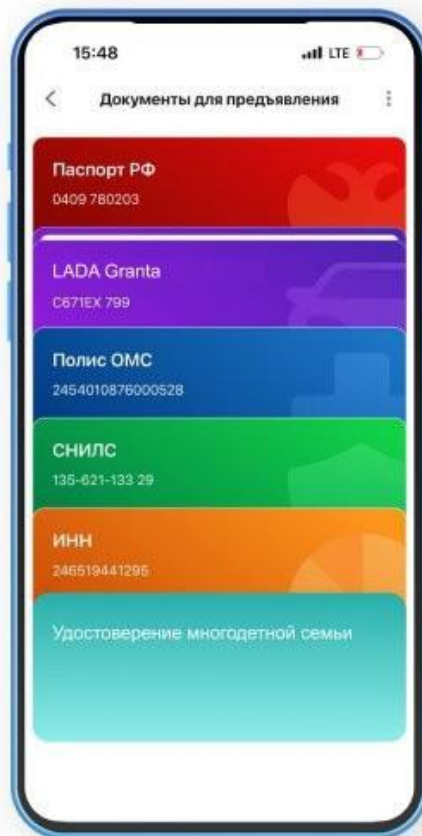 15:48 LTE
Документы для предъявления
Паспорт РФ
0409 780203
LADA Granta
C671EX 799
Полис ОМС
2454010876000528
СНИЛС
135-621-133 29
ИНН
246519441295
Удостоверение многодетной семьи